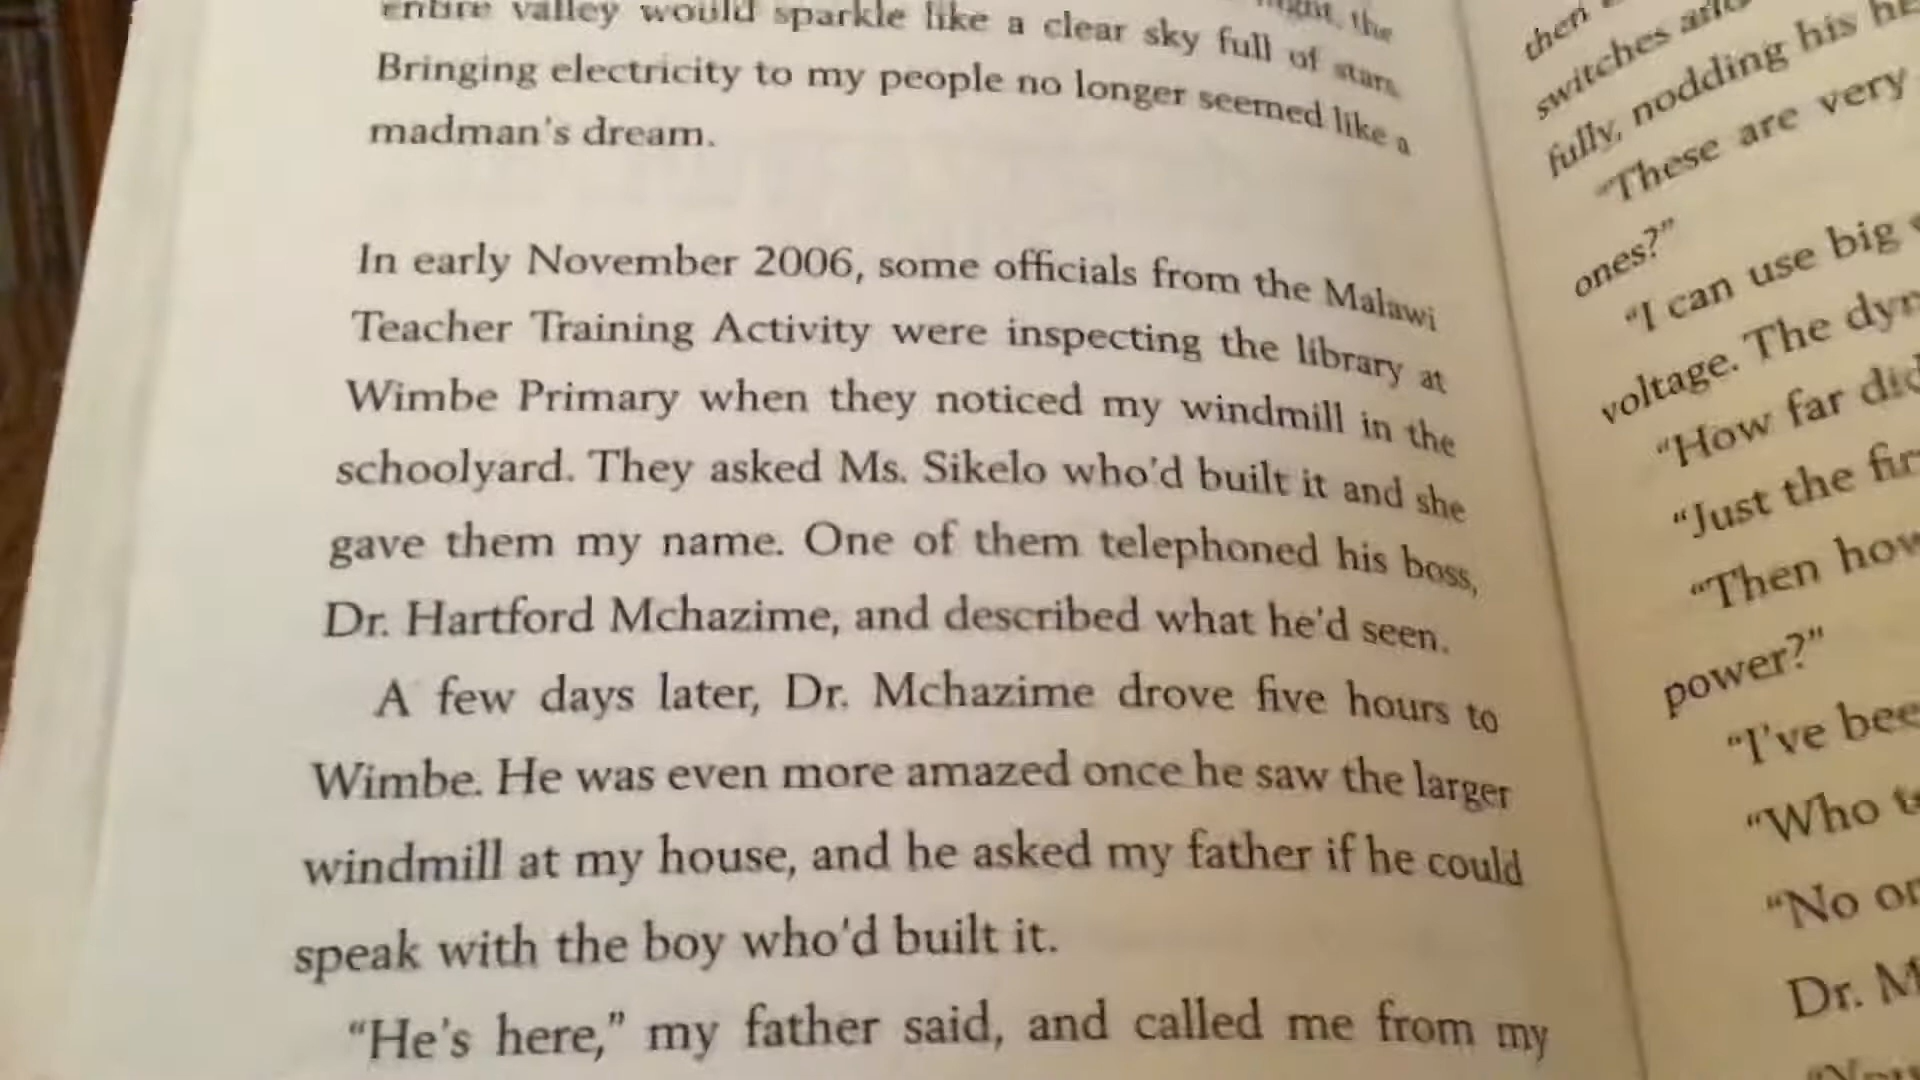 entire valley would sparkle like a clear sky full of stars.
Bringing electricity to my people no longer seemed like a
madman's dream.
In early November 2006, some officials from the Malawi
Teacher Training Activity were inspecting the library at
Wimbe Primary when they noticed my windmill in the
schoolyard. They asked Ms. Sikelo who'd built it and she
gave them my name. One of them telephoned his boss,
Dr. Hartford Mchazime, and described what he'd seen.
A few days later, Dr. Mchazime drove five hours to
Wimbe. He was even more amazed once he saw the larger
windmill at my house, and he asked my father if he could
speak with the boy who'd built it.
"He's here," my father said, and called me from my
then
switches
fully, nodding his
"These are very
ones?"
"I can use big
voltage. The
"How far
"Just the
"Then
power?"
"I've
"Who
"No
Dr.